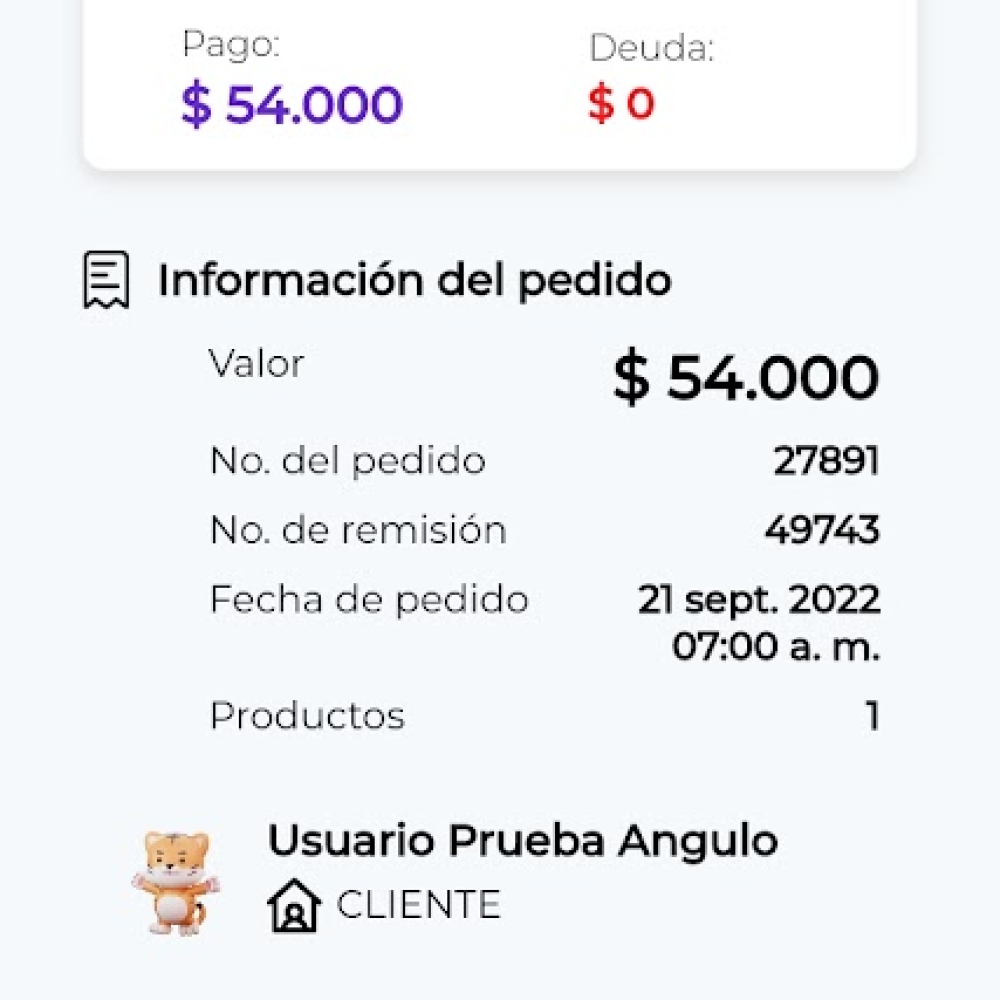 Pago:
Deuda:
$ 54.000
$ 0
Información del pedido
Valor
$ 54.000
No. del pedido
27891
No. de remisión
49743
Fecha de pedido
21 sept. 2022
07:00 a. m.
Productos
1
Usuario Prueba Angulo
CLIENTE